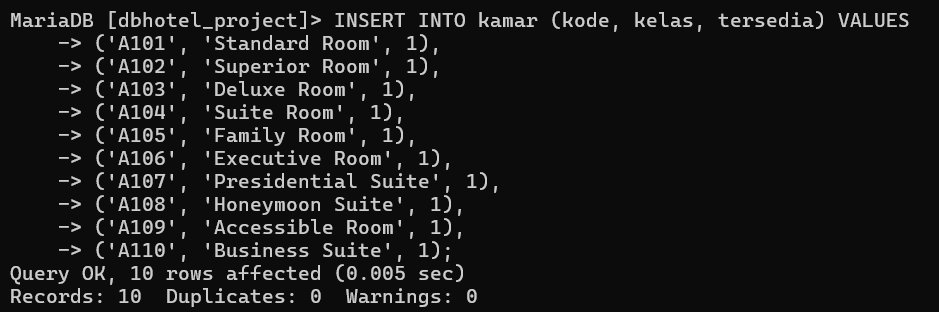 MariaDB [dbhotel_project]> INSERT INTO kamar (kode, kelas, tersedia) VALUES
    -> ('A101', 'Standard Room', 1),
    -> ('A102', 'Superior Room', 1),
    -> ('A103', 'Deluxe Room', 1),
    -> ('A104', 'Suite Room', 1),
    -> ('A105', 'Family Room', 1),
    -> ('A106', 'Executive Room', 1),
    -> ('A107', 'Presidential Suite', 1),
    -> ('A108', 'Honeymoon Suite', 1),
    -> ('A109', 'Accessible Room', 1),
    -> ('A110', 'Business Suite', 1);
Query OK, 10 rows affected (0.005 sec)
Records: 10  Duplicates: 0  Warnings: 0